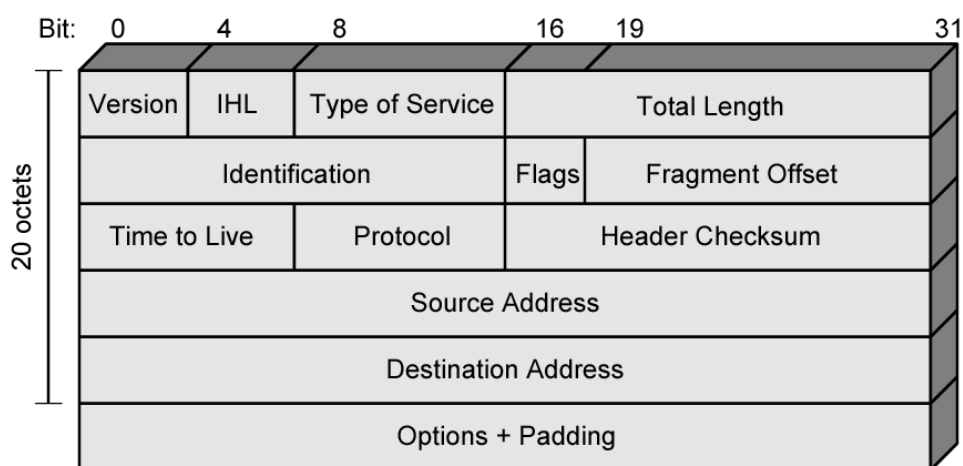 Bit: 0 4 8 16 19 31
Version IHL Type of Service Total Length
Identification Flags Fragment Offset
Time to Live Protocol Header Checksum
Source Address
Destination Address
Options + Padding
20 octets